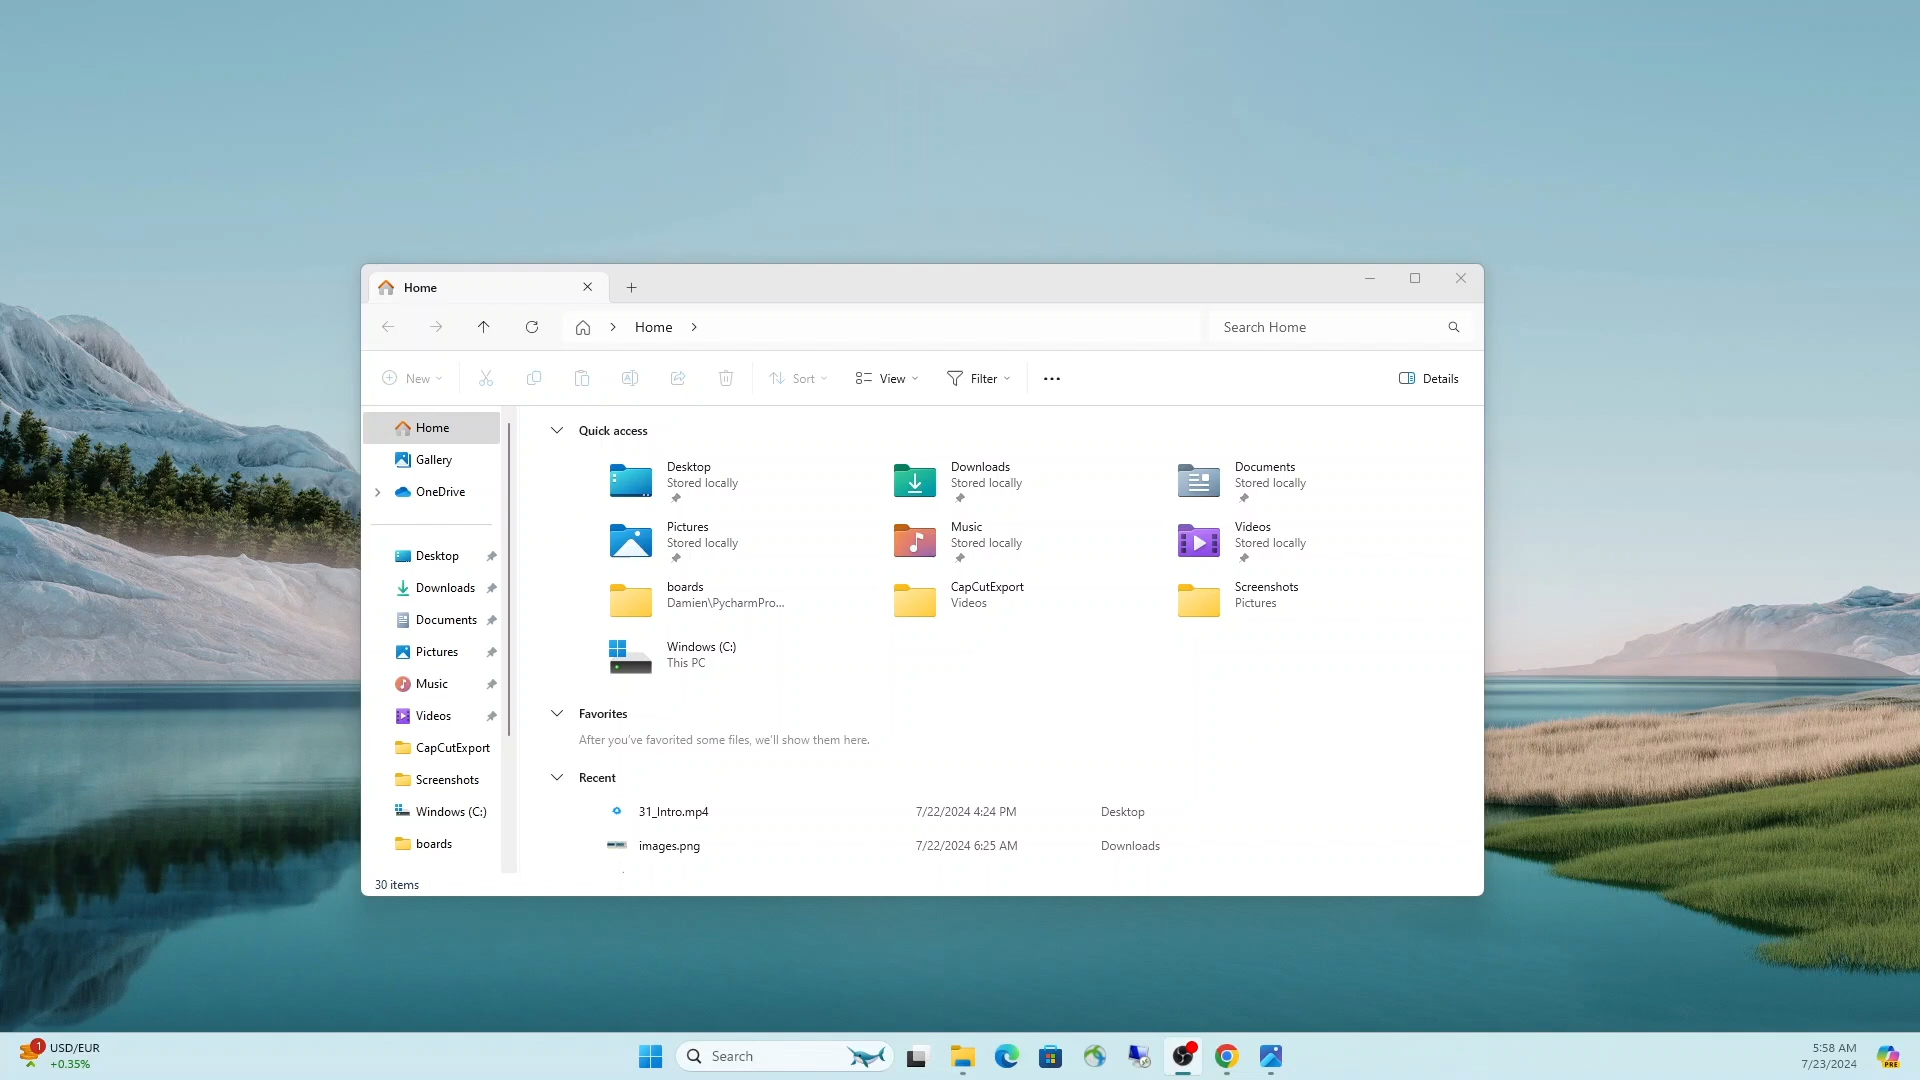 Home
Home
Search Home
New
Sort
View
Filter
Details
Home
Gallery
OneDrive
Desktop
Downloads
Documents
Pictures
Music
Videos
CapCutExport
Screenshots
Windows (C:)
boards
Quick access
Desktop
Stored locally
Downloads
Stored locally
Documents
Stored locally
Pictures
Stored locally
Music
Stored locally
Videos
Stored locally
boards
Damien\PycharmPro...
CapCutExport
Videos
Screenshots
Pictures
Windows (C:)
This PC
Favorites
After you've favorited some files, we'll show them here.
Recent
31_Intro.mp4 7/22/2024 4:24 PM Desktop
images.png 7/22/2024 6:25 AM Downloads
30 items
1
USD/EUR
+0.35%
Search
5:58 AM
7/23/2024
PRE